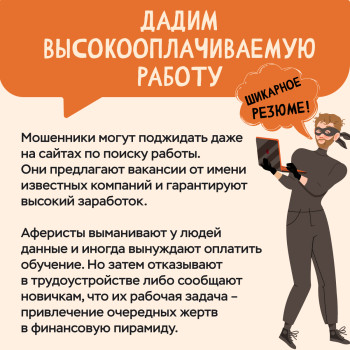 ДАДИМ
ВЫСОКООПЛАЧИВАЕМУЮ
РАБОТУ
ШИКАРНОЕ
РЕЗЮМЕ!
Мошенники могут поджидать даже
на сайтах по поиску работы.
Они предлагают вакансии от имени
известных компаний и гарантируют
высокий заработок.
Аферисты выманивают у людей
данные и иногда вынуждают оплатить
обучение. Но затем отказывают
в трудоустройстве либо сообщают
новичкам, что их рабочая задача –
привлечение очередных жертв
в финансовую пирамиду.